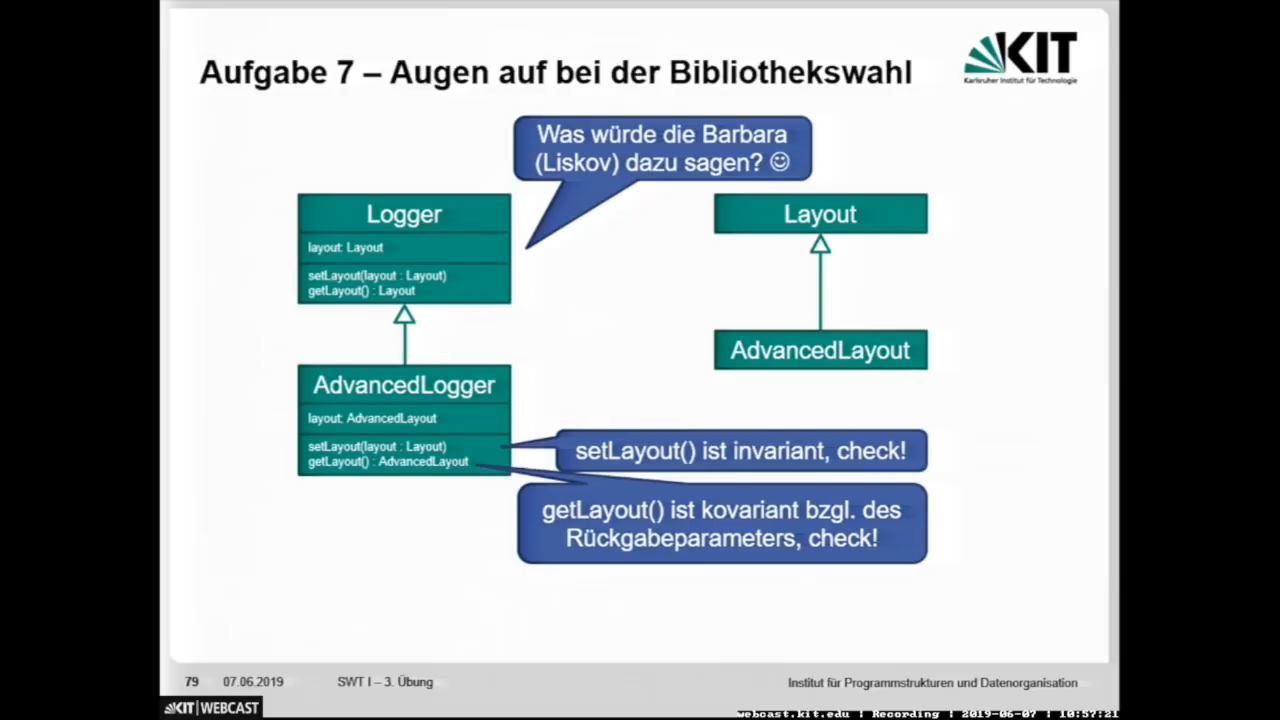 Aufgabe 7 – Augen auf bei der Bibliothekswahl
KIT
Karlsruher Institut für Technologie
Was würde die Barbara
(Liskov) dazu sagen? ☺
Logger
layout: Layout
setLayout(layout : Layout)
getLayout() : Layout
Layout
AdvancedLayout
AdvancedLogger
layout: AdvancedLayout
setLayout(layout : Layout)
getLayout() : AdvancedLayout
setLayout() ist invariant, check!
getLayout() ist kovariant bzgl. des
Rückgabeparameters, check!
79 07.06.2019 SWT I – 3. Übung Institut für Programmstrukturen und Datenorganisation
KIT | WEBCAST
webcast.kit.edu | Recording | 2019-06-07 | 10:57:21